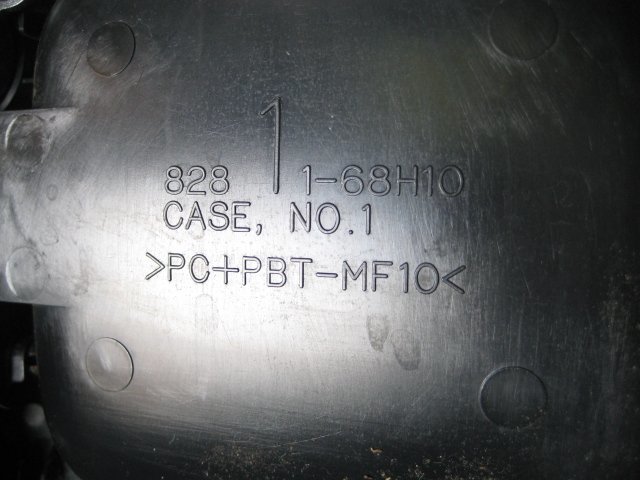 828 1 1-68H10
CASE, NO.1
>PC+PBT-MF10<